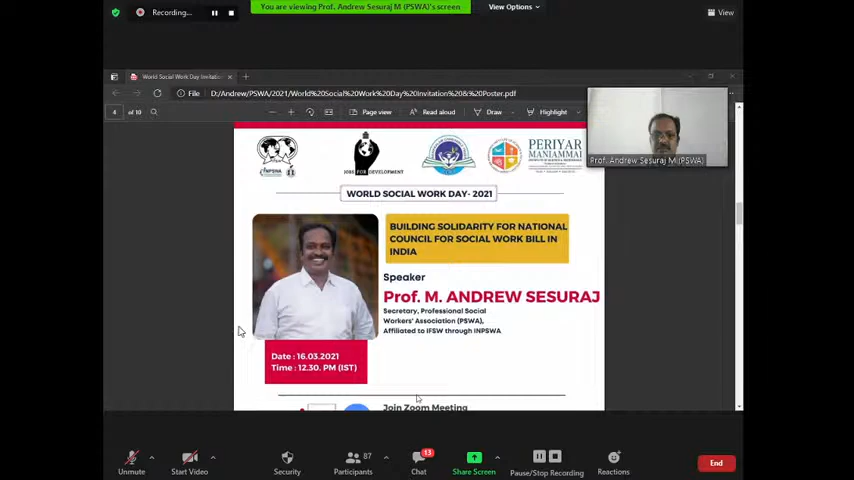 Recording...
You are viewing Prof. Andrew Sesuraj M (PSWA)'s screen
View Options
View
World Social Work Day Invitation
File
D:/Andrew/PSWA/2021/World%20Social%20Work%20Day%20Invitation%20&%20Poster.pdf
4 of 10
Page view
Read aloud
Draw
Highlight
Prof. Andrew Sesuraj M (PSWA)
JOBS FOR DEVELOPMENT
PERIYAR
MANIAMMAI
WORLD SOCIAL WORK DAY- 2021
BUILDING SOLIDARITY FOR NATIONAL
COUNCIL FOR SOCIAL WORK BILL IN
INDIA
Speaker
Prof. M. ANDREW SESURAJ
Secretary, Professional Social
Workers' Association (PSWA),
Affiliated to IFSW through INPSWA
Date : 16.03.2021
Time : 12.30. PM (IST)
Join Zoom Meeting
Unmute
Start Video
Security
87
Participants
13
Chat
Share Screen
Pause/Stop Recording
Reactions
End